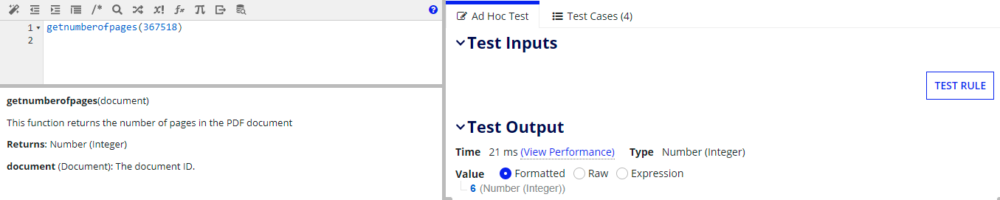 /*
x!
π
?
1 getnumberofpages(367518)
2
getnumberofpages(document)
This function returns the number of pages in the PDF document
Returns: Number (Integer)
document (Document): The document ID.
Ad Hoc Test Test Cases (4)
Test Inputs
TEST RULE
Test Output
Time 21 ms (View Performance) Type Number (Integer)
Value Formatted Raw Expression
6 (Number (Integer))